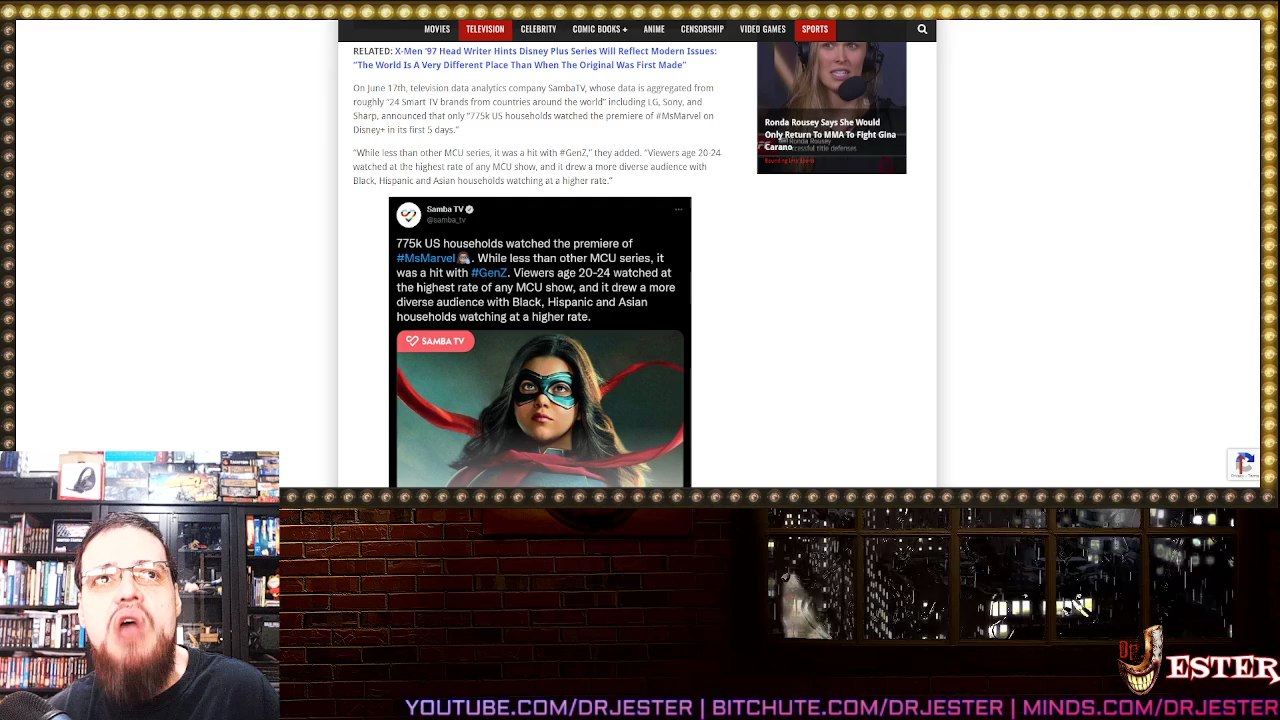 MOVIES TELEVISION CELEBRITY COMIC BOOKS + ANIME CENSORSHIP VIDEO GAMES SPORTS
RELATED: X-Men '97 Head Writer Hints Disney Plus Series Will Reflect Modern Issues:
"The World Is A Very Different Place Than When The Original Was First Made"
On June 17th, television data analytics company SambaTV, whose data is aggregated from
roughly "24 Smart TV brands from countries around the world" including LG, Sony, and
Sharp, announced that only "775k US households watched the premiere of #MsMarvel on
Disney+ in its first 5 days."
"While less than other MCU series, it was a hit with #GenZ," they added. "Viewers age 20-24
watched at the highest rate of any MCU show, and it drew a more diverse audience with
Black, Hispanic and Asian households watching at a higher rate."
Ronda Rousey Says She Would
Only Return To MMA To Fight Gina
Carano
Ronda Rousey
successful title defenses
Bounding Into Sports
Samba TV
@samba_tv
775k US households watched the premiere of
#MsMarvel. While less than other MCU series, it
was a hit with #GenZ. Viewers age 20-24 watched at
the highest rate of any MCU show, and it drew a more
diverse audience with Black, Hispanic and Asian
households watching at a higher rate.
SAMBA TV
Privacy - Terms
Dr JESTER
YOUTUBE.COM/DRJESTER | BITCHUTE.COM/DRJESTER | MINDS.COM/DRJESTER